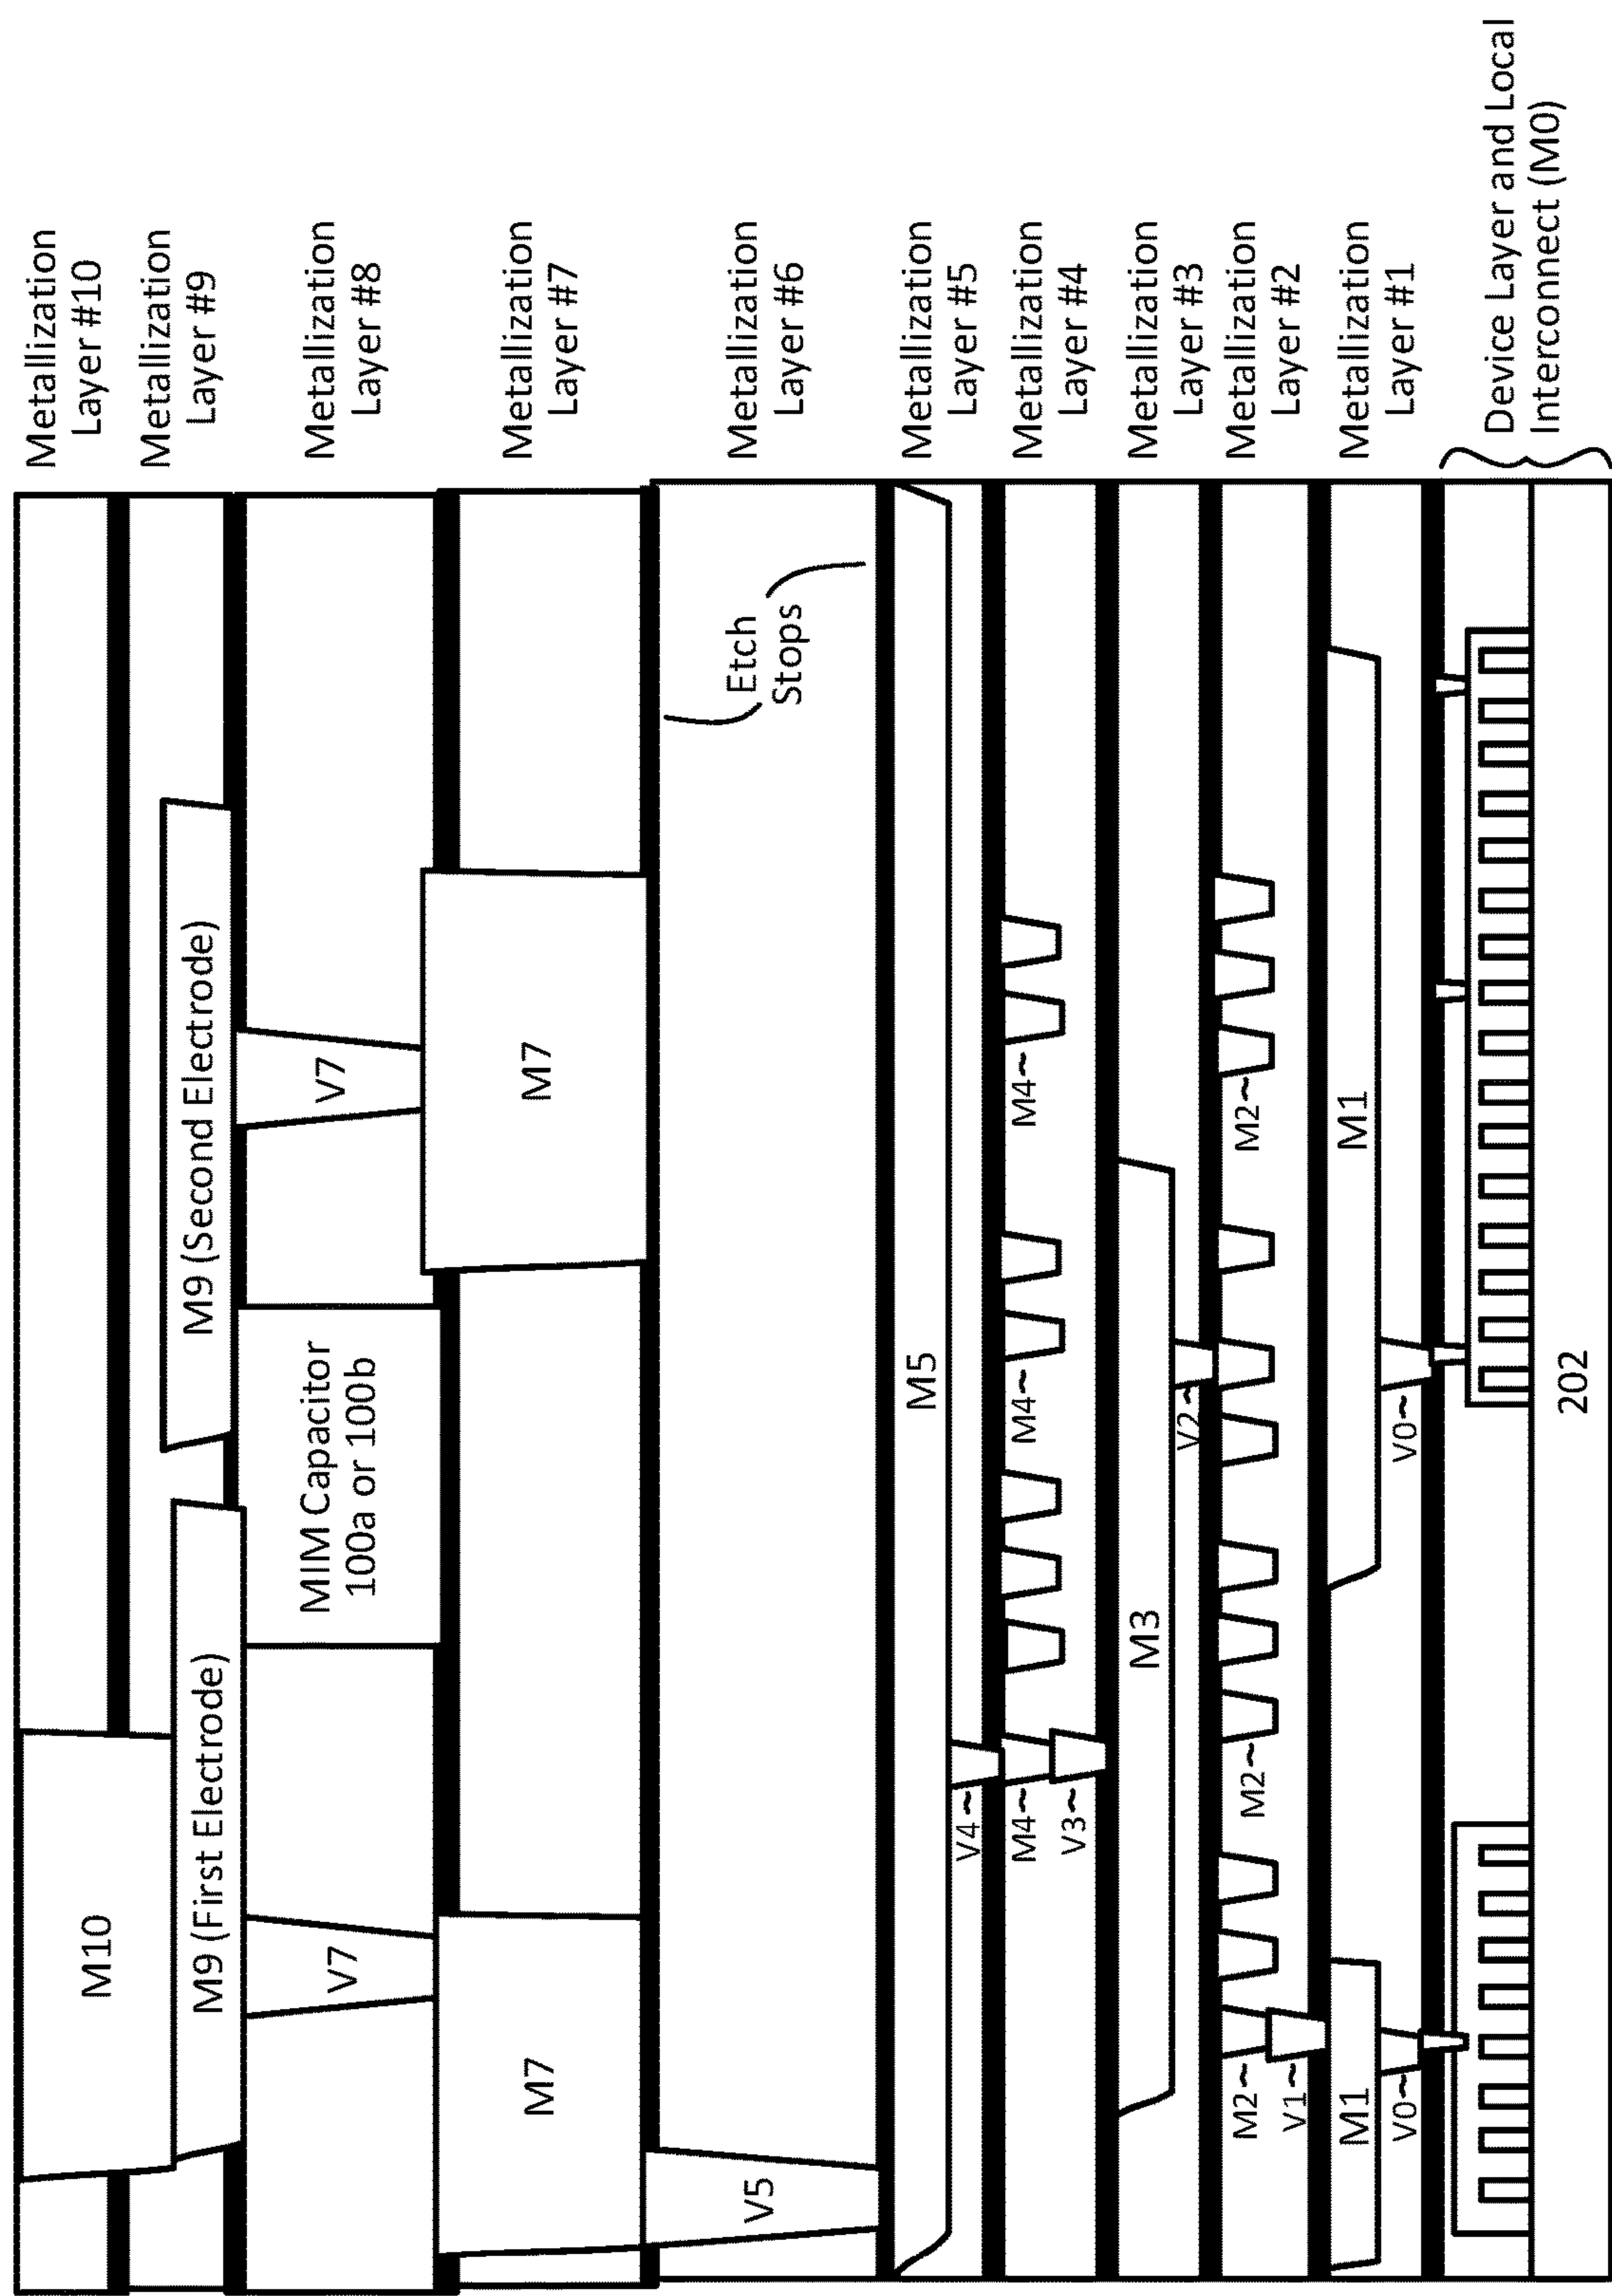 Metallization
Layer #10
Metallization
Layer #9
Metallization
Layer #8
Metallization
Layer #7
Metallization
Layer #6
Metallization
Layer #5
Metallization
Layer #4
Metallization
Layer #3
Metallization
Layer #2
Metallization
Layer #1
Device Layer and Local
Interconnect (M0)
M10
M9 (First Electrode)
M9 (Second Electrode)
V7
MIM Capacitor
100a or 100b
V7
M7
M7
V5
Etch
Stops
M5
V4~
M4~
M4~
M4~
V3~
M3
V2~
M2~
M2~
M2~
V1~
M1
M1
V0~
V0~
202